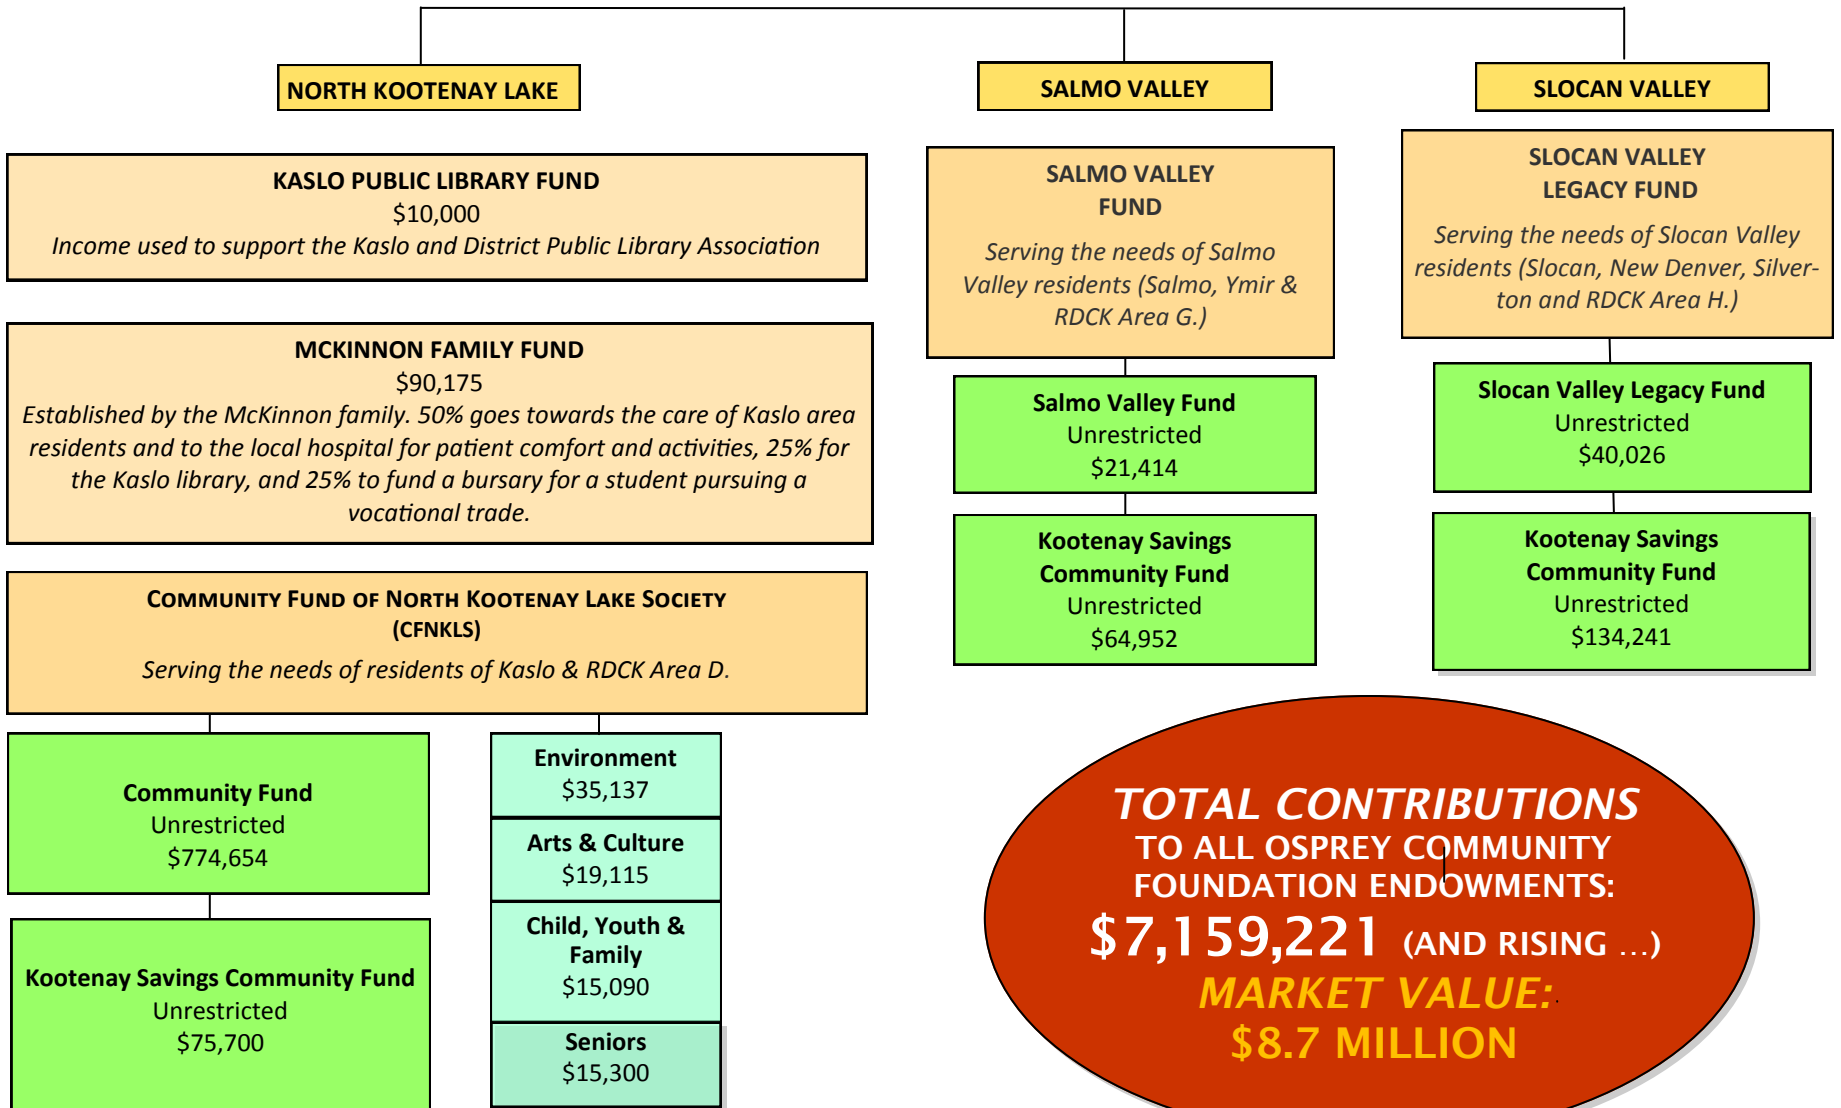 NORTH KOOTENAY LAKE
SALMO VALLEY
SLOCAN VALLEY
KASLO PUBLIC LIBRARY FUND
$10,000
Income used to support the Kaslo and District Public Library Association
MCKINNON FAMILY FUND
$90,175
Established by the McKinnon family. 50% goes towards the care of Kaslo area
residents and to the local hospital for patient comfort and activities, 25% for
the Kaslo library, and 25% to fund a bursary for a student pursuing a
vocational trade.
COMMUNITY FUND OF NORTH KOOTENAY LAKE SOCIETY
(CFNKLS)
Serving the needs of residents of Kaslo & RDCK Area D.
Community Fund
Unrestricted
$774,654
Kootenay Savings Community Fund
Unrestricted
$75,700
Environment
$35,137
Arts & Culture
$19,115
Child, Youth &
Family
$15,090
Seniors
$15,300
SALMO VALLEY
FUND
Serving the needs of Salmo
Valley residents (Salmo, Ymir &
RDCK Area G.)
Salmo Valley Fund
Unrestricted
$21,414
Kootenay Savings
Community Fund
Unrestricted
$64,952
SLOCAN VALLEY
LEGACY FUND
Serving the needs of Slocan Valley
residents (Slocan, New Denver, Silver-
ton and RDCK Area H.)
Slocan Valley Legacy Fund
Unrestricted
$40,026
Kootenay Savings
Community Fund
Unrestricted
$134,241
TOTAL CONTRIBUTIONS
TO ALL OSPREY COMMUNITY
FOUNDATION ENDOWMENTS:
$7,159,221 (AND RISING ...)
MARKET VALUE:
$8.7 MILLION